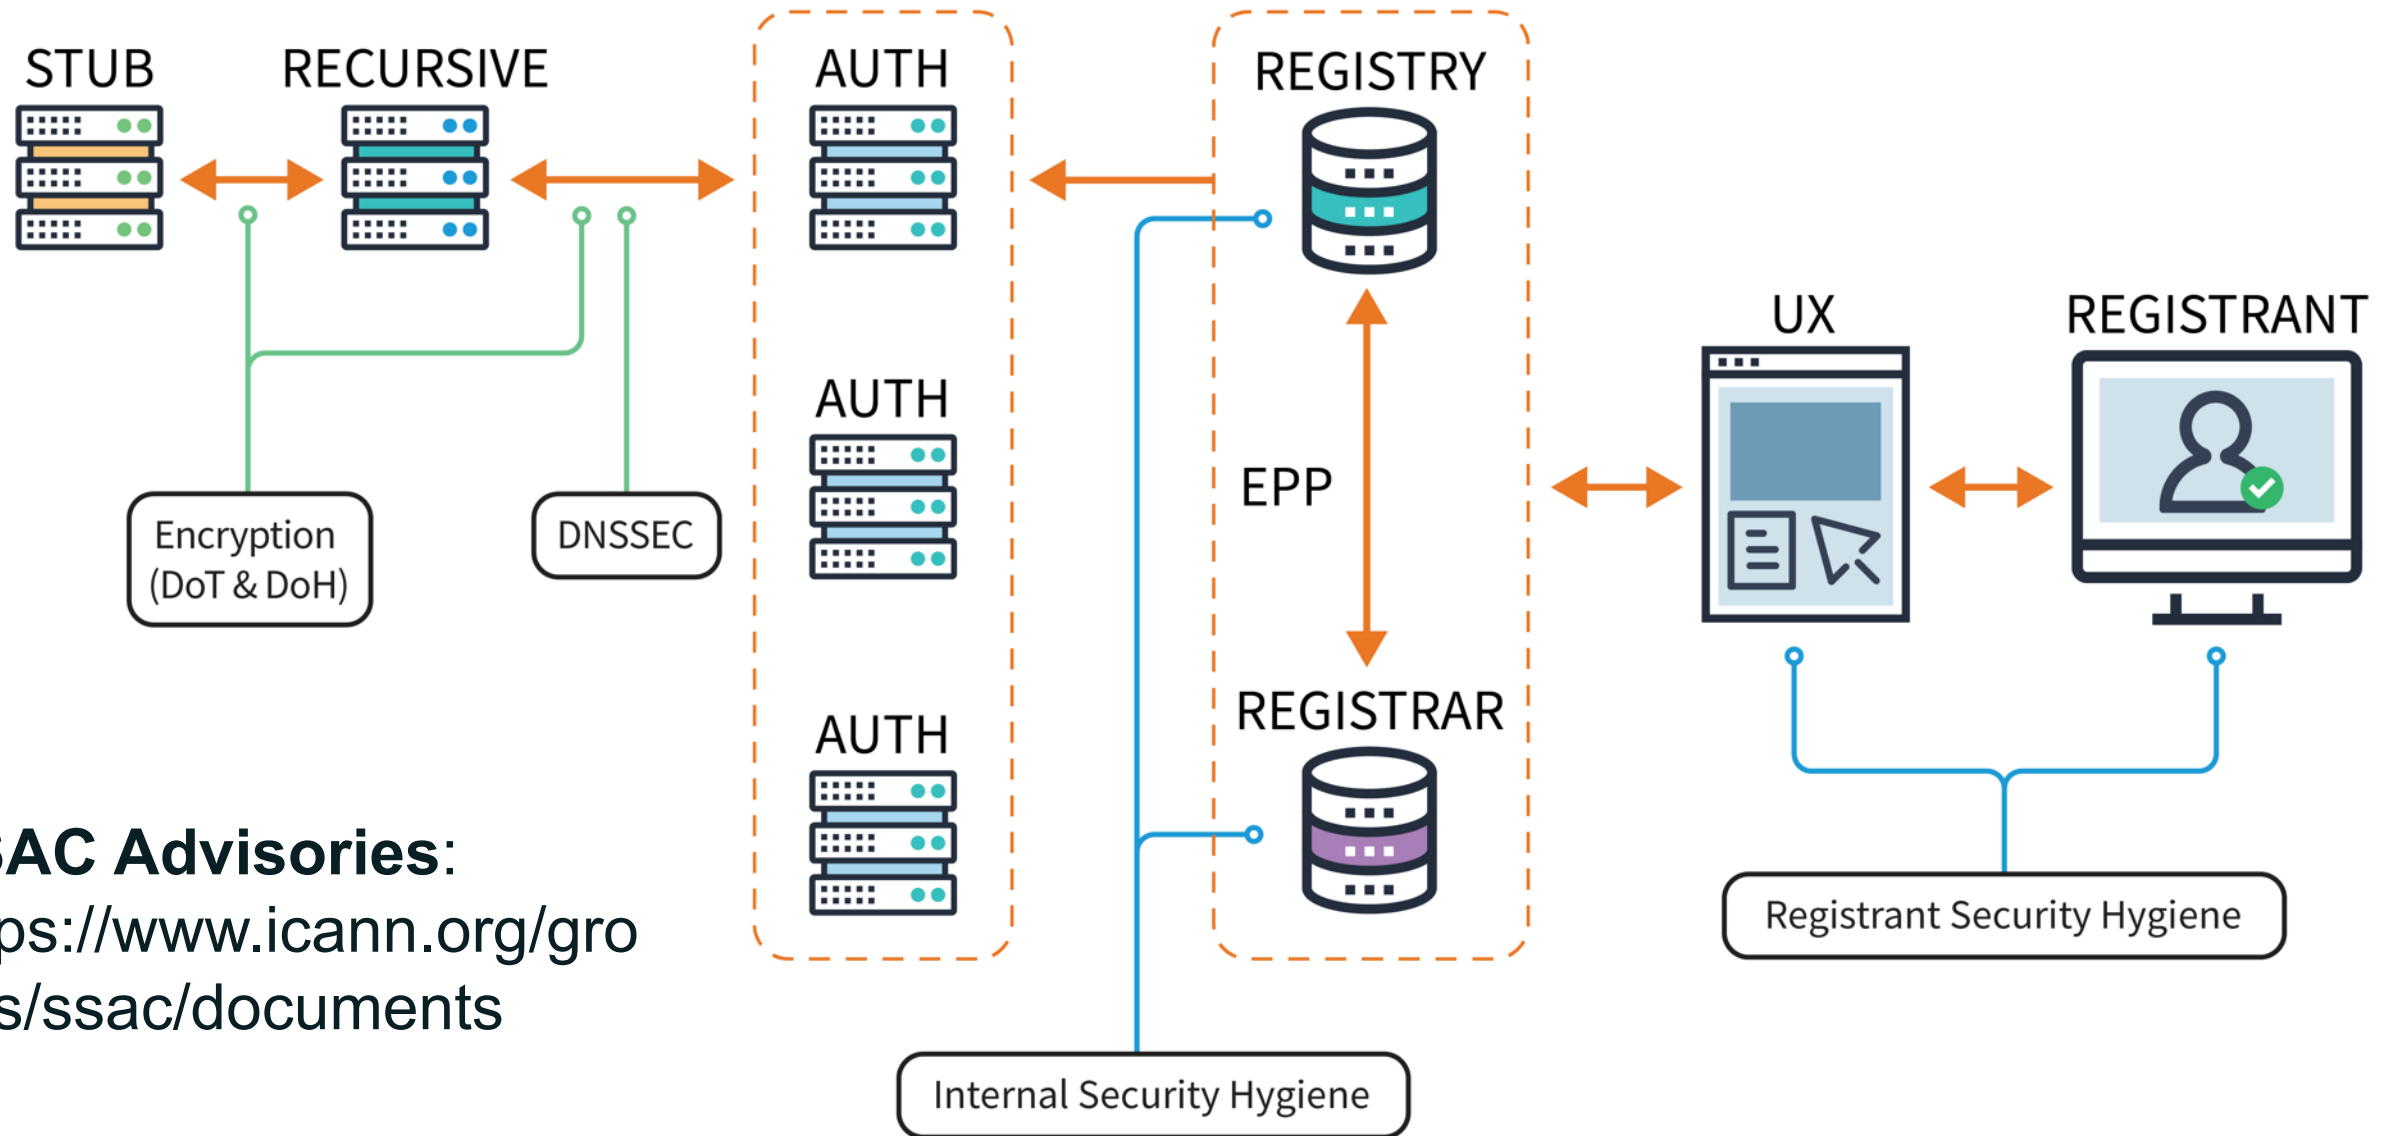 STUB
RECURSIVE
AUTH
REGISTRY
UX
REGISTRANT
AUTH
EPP
Encryption
(DoT & DoH)
DNSSEC
REGISTRAR
AUTH
SAC Advisories:
ps://www.icann.org/gro
s/ssac/documents
Registrant Security Hygiene
Internal Security Hygiene